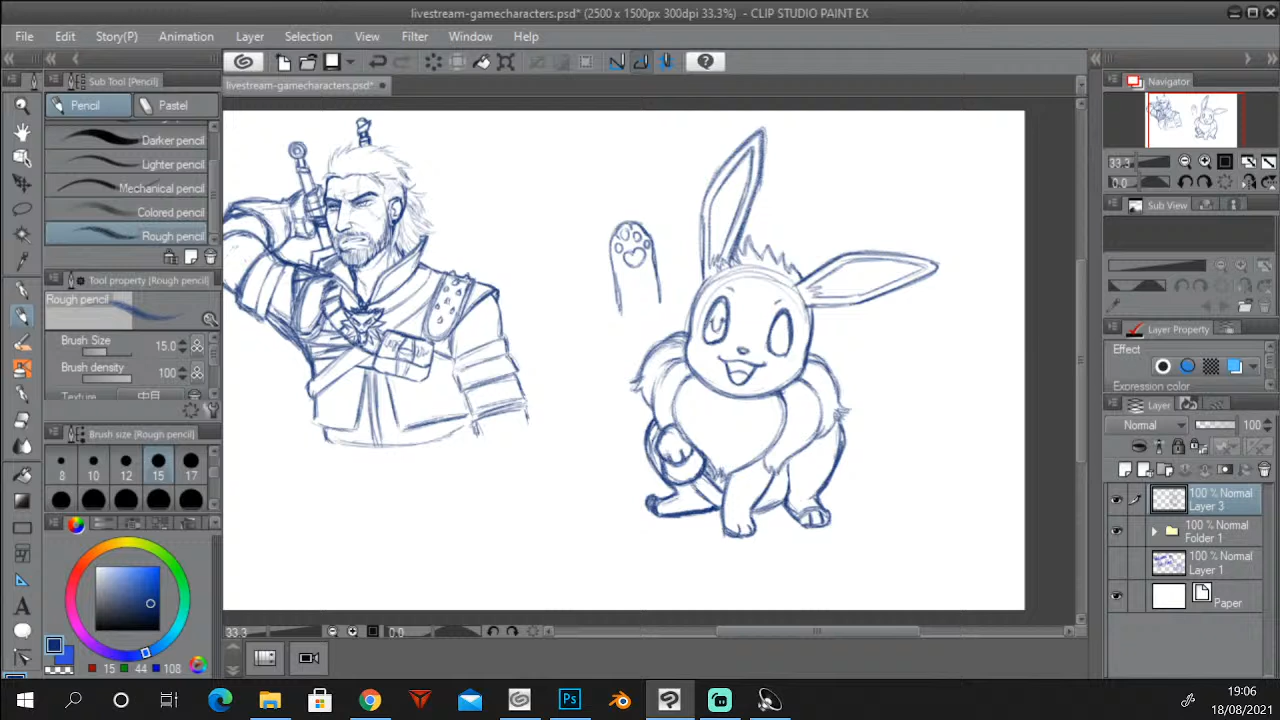 livestream-gamecharacters.psd* (2500 x 1500px 300dpi 33.3%) - CLIP STUDIO PAINT EX
File Edit Story(P) Animation Layer Selection Filter View Window Help
Sub Tool [Pencil]
livestream-gamecharacters.psd*
Navigator
Pencil Pastel
Darker pencil
Lighter pencil
Mechanical pencil
Colored pencil
Rough pencil
33.3
0.0
Sub View
Tool property [Rough pencil]
Rough pencil
Brush Size 15.0
Brush density 100
Texture 中目
Layer Property
Effect
Expression color
Layer
Normal 100
Brush size [Rough pencil]
8 10 12 15 17
100 % Normal
Layer 3
100 % Normal
Folder 1
100 % Normal
Layer 1
Paper
33.3 0.0
15 44 108
A
Ps
19:06
18/08/2021